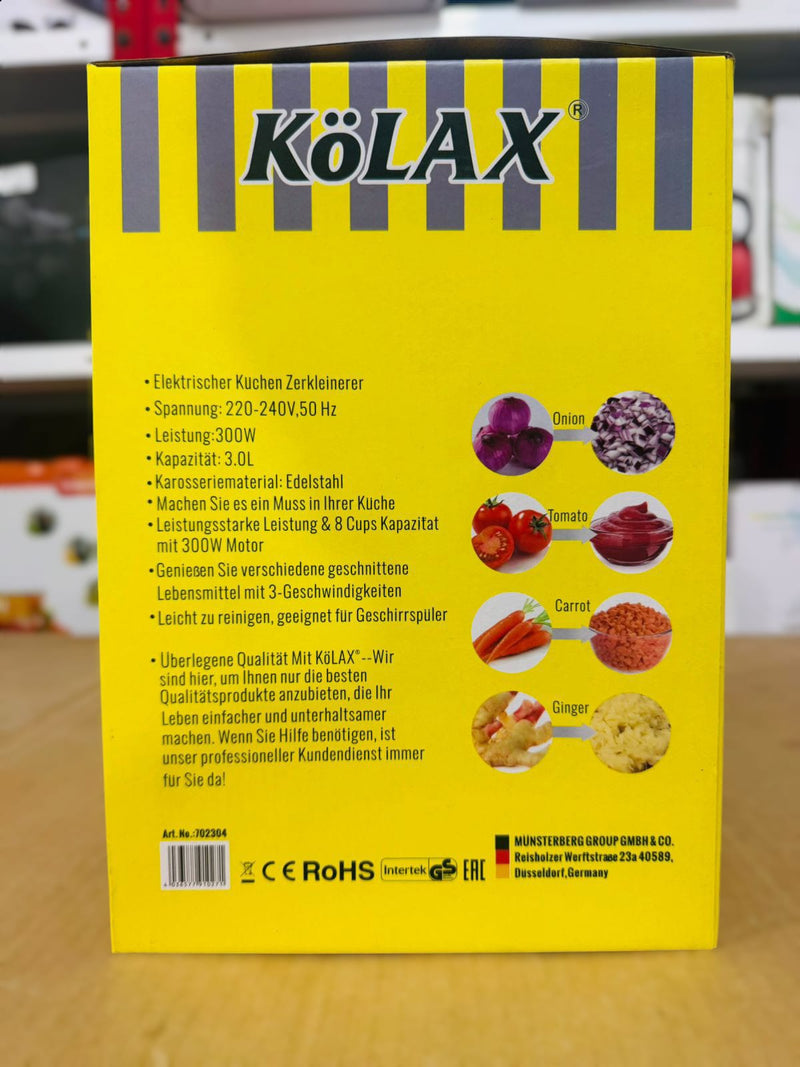 KöLAX®
• Elektrischer Kuchen Zerkleinerer
• Spannung: 220-240V,50 Hz
• Leistung:300W
• Kapazität: 3.0L
• Karosseriematerial: Edelstahl
• Machen Sie es ein Muss in Ihrer Küche
• Leistungsstarke Leistung & 8 Cups Kapazität
mit 300W Motor
• Genießen Sie verschiedene geschnittene
Lebensmittel mit 3-Geschwindigkeiten
• Leicht zu reinigen, geeignet für Geschirrspüler
• Uberlegene Qualität Mit KöLAX®--Wir
sind hier, um Ihnen nur die besten
Qualitätsprodukte anzubieten, die Ihr
Leben einfacher und unterhaltsamer
machen. Wenn Sie Hilfe benötigen, ist
unser professioneller Kundendienst immer
für Sie da!
Onion
Tomato
Carrot
Ginger
Art. No.:702304
CE RoHS Intertek GS EAC
MÜNSTERBERG GROUP GMBH & CO.
Reisholzer Werftstraße 23a 40589,
Düsseldorf,Germany